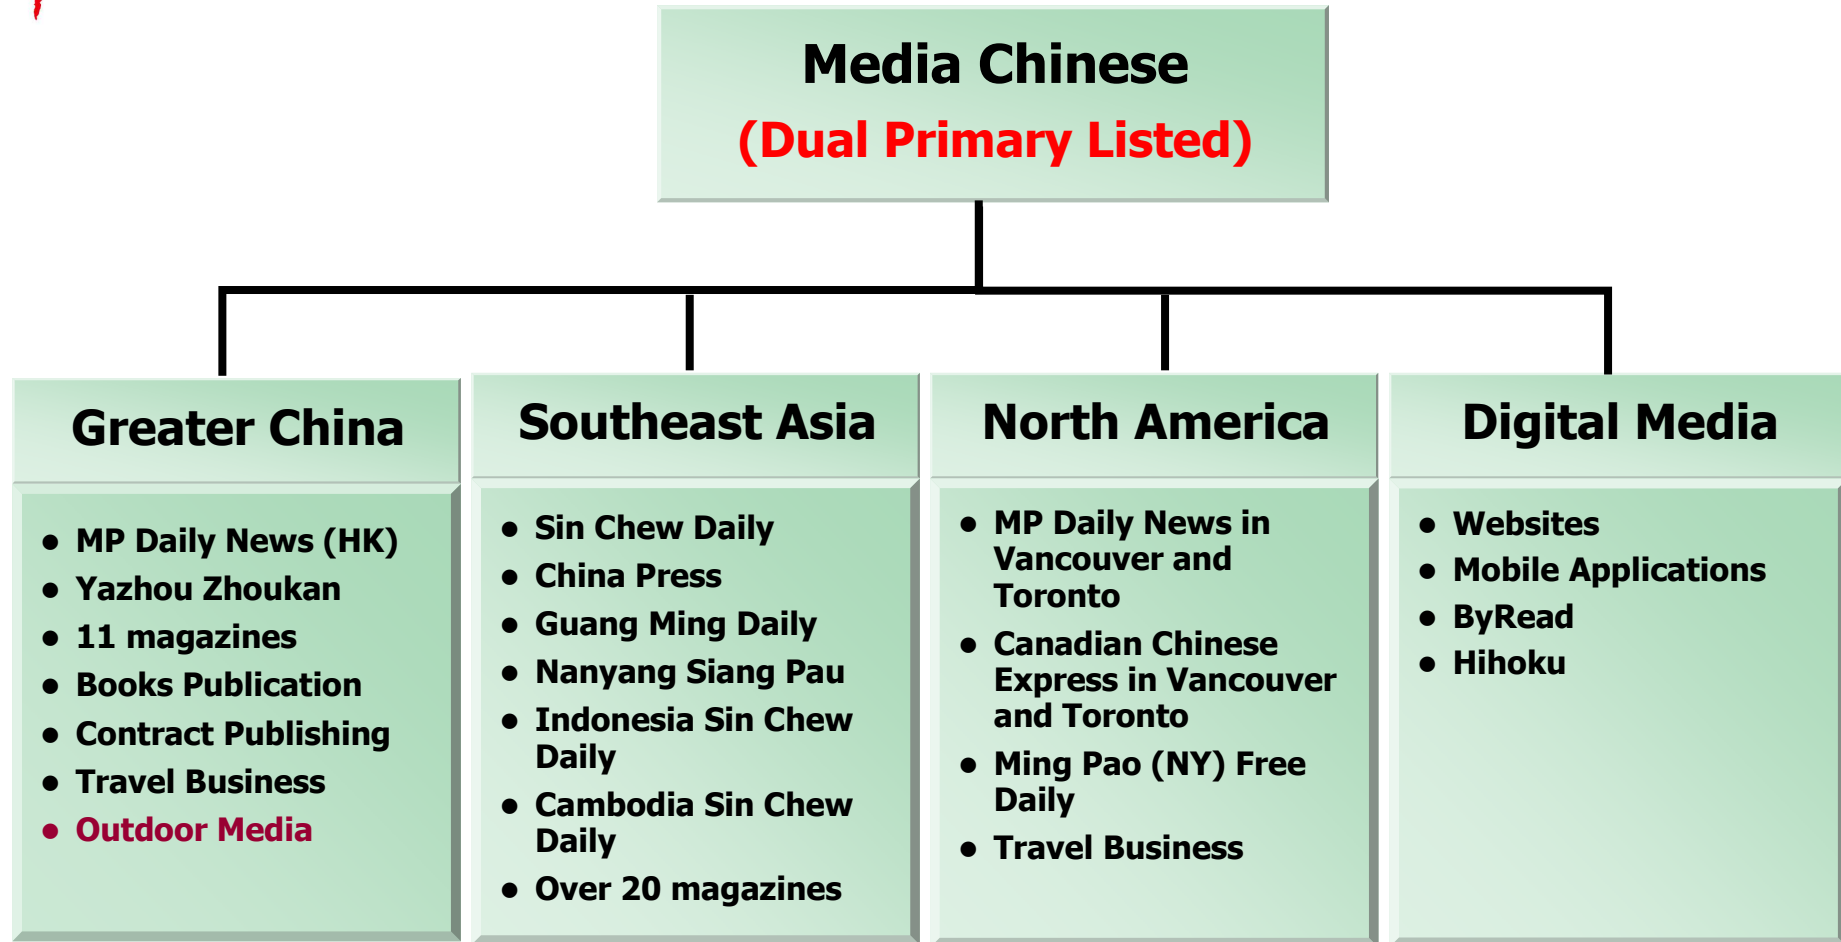 Media Chinese
(Dual Primary Listed)
Greater China
● MP Daily News (HK)
● Yazhou Zhoukan
● 11 magazines
● Books Publication
● Contract Publishing
● Travel Business
● Outdoor Media
Southeast Asia
● Sin Chew Daily
● China Press
● Guang Ming Daily
● Nanyang Siang Pau
● Indonesia Sin Chew
Daily
● Cambodia Sin Chew
Daily
● Over 20 magazines
North America
● MP Daily News in
Vancouver and
Toronto
● Canadian Chinese
Express in Vancouver
and Toronto
● Ming Pao (NY) Free
Daily
● Travel Business
Digital Media
● Websites
● Mobile Applications
● ByRead
● Hihoku